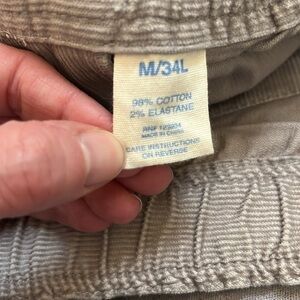 M/34L
98% COTTON
2% ELASTANE
MADE IN CHINA
CARE INSTRUCTIONS
ON REVERSE